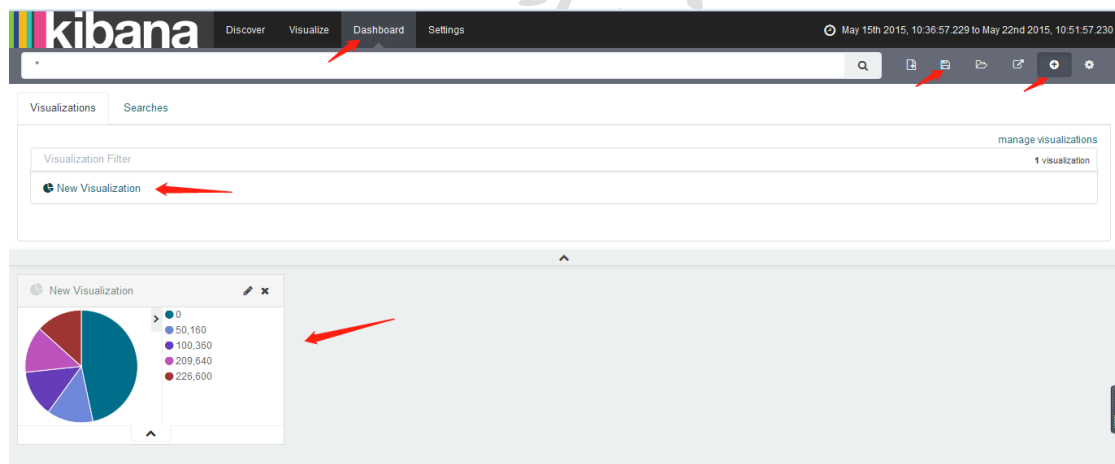 kibana Discover Visualize Dashboard Settings May 15th 2015, 10:36:57.229 to May 22nd 2015, 10:51:57.230
*
Visualizations Searches
manage visualizations
Visualization Filter 1 visualization
New Visualization
New Visualization
0
50,160
100,360
209,640
226,600